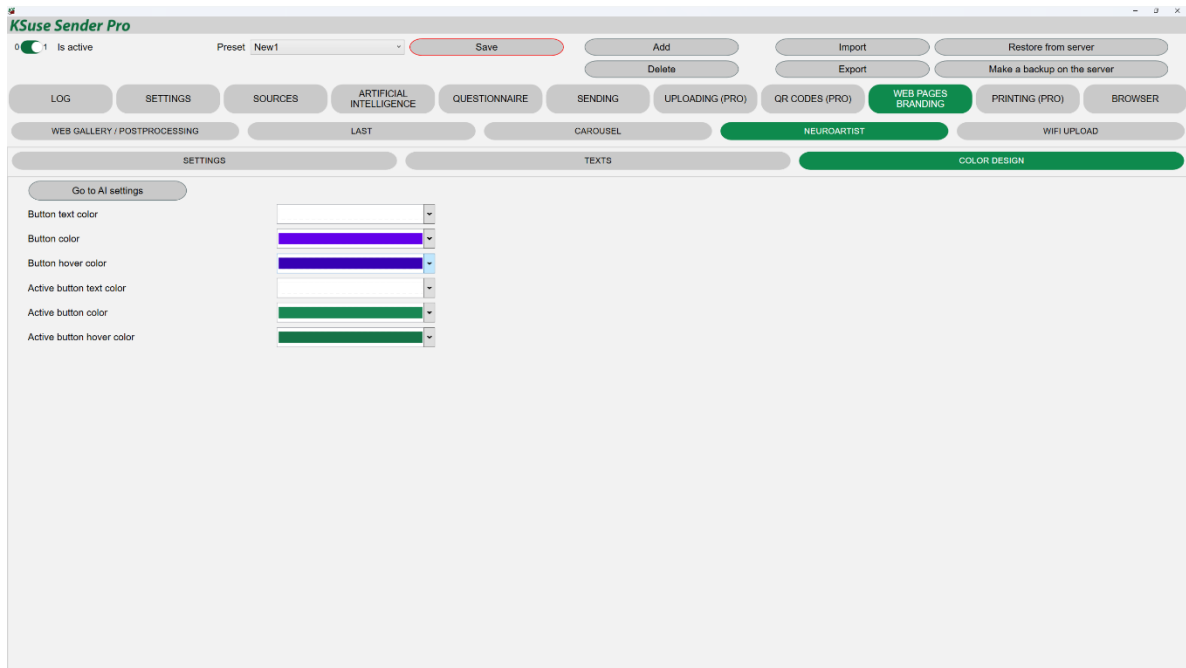 KSuse Sender Pro
0 1 Is active Preset New1 Save Add Import Restore from server
Delete Export Make a backup on the server
LOG SETTINGS SOURCES ARTIFICIAL INTELLIGENCE QUESTIONNAIRE SENDING UPLOADING (PRO) QR CODES (PRO) WEB PAGES BRANDING PRINTING (PRO) BROWSER
WEB GALLERY / POSTPROCESSING LAST CAROUSEL NEUROARTIST WIFI UPLOAD
SETTINGS TEXTS COLOR DESIGN
Go to AI settings
Button text color
Button color
Button hover color
Active button text color
Active button color
Active button hover color